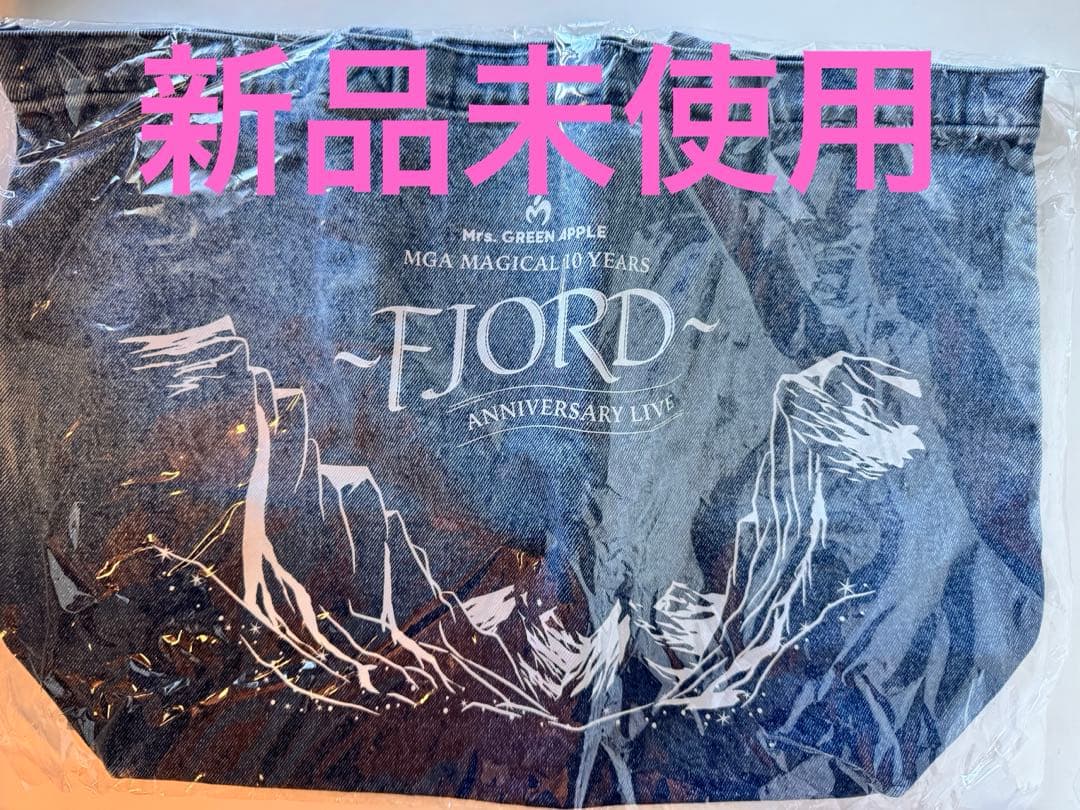 新品未使用
Mrs. GREEN APPLE
MGA MAGICAL 10 YEARS
~FJORD~
ANNIVERSARY LIVE